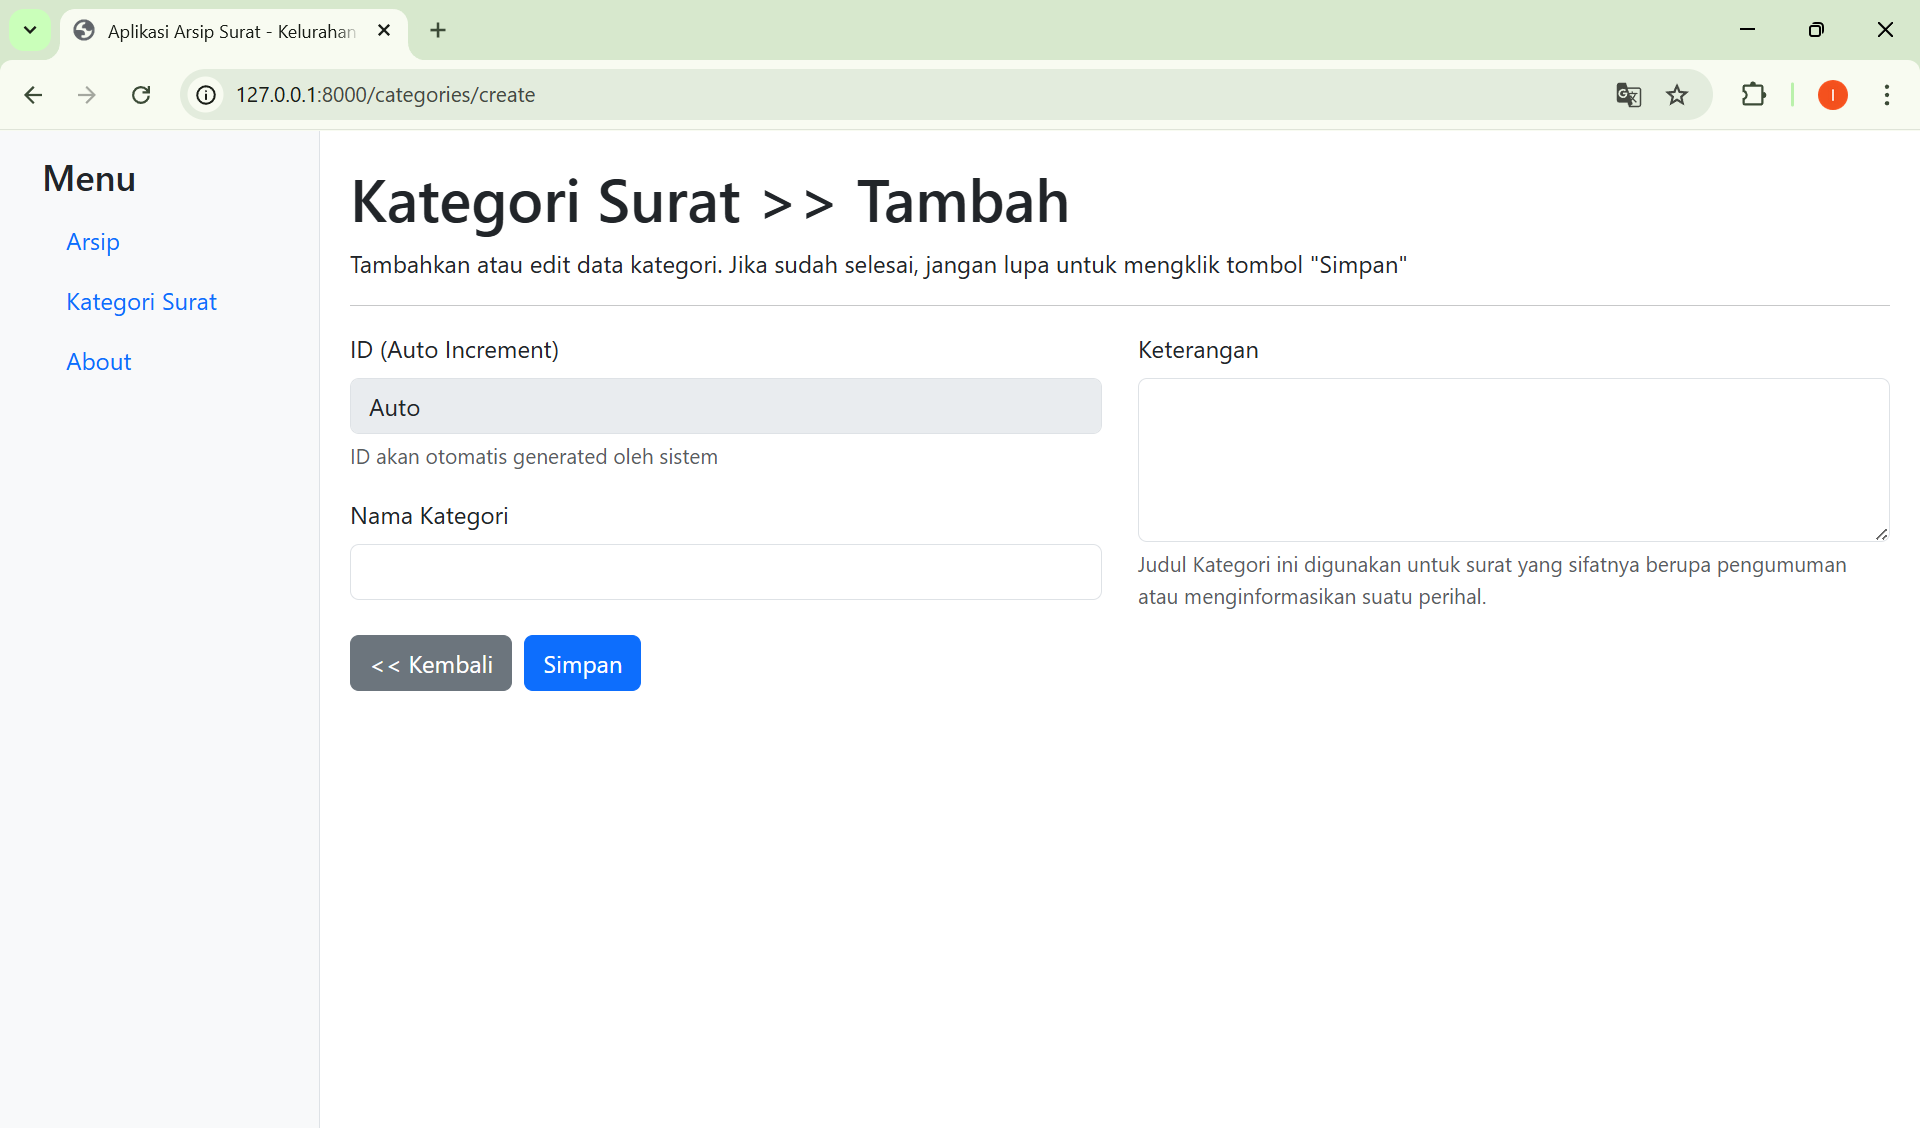 Aplikasi Arsip Surat - Kelurahan
127.0.0.1:8000/categories/create
I
Menu
Arsip
Kategori Surat
About
Kategori Surat >> Tambah
Tambahkan atau edit data kategori. Jika sudah selesai, jangan lupa untuk mengklik tombol "Simpan"
ID (Auto Increment)
Auto
ID akan otomatis generated oleh sistem
Nama Kategori
Keterangan
Judul Kategori ini digunakan untuk surat yang sifatnya berupa pengumuman
atau menginformasikan suatu perihal.
<< Kembali
Simpan